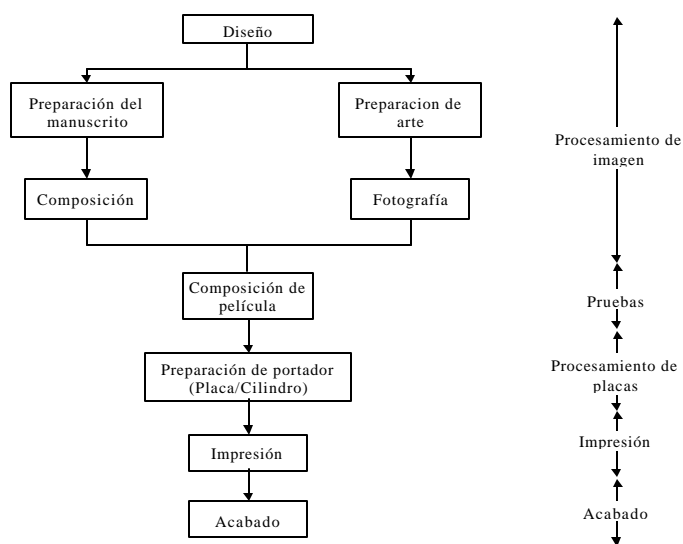 Diseño
Preparación del
manuscrito
Preparacion de
arte
Procesamiento de
imagen
Composición
Fotografía
Composición de
película
Pruebas
Preparación de portador
(Placa/Cilindro)
Procesamiento de
placas
Impresión
Impresión
Acabado
Acabado